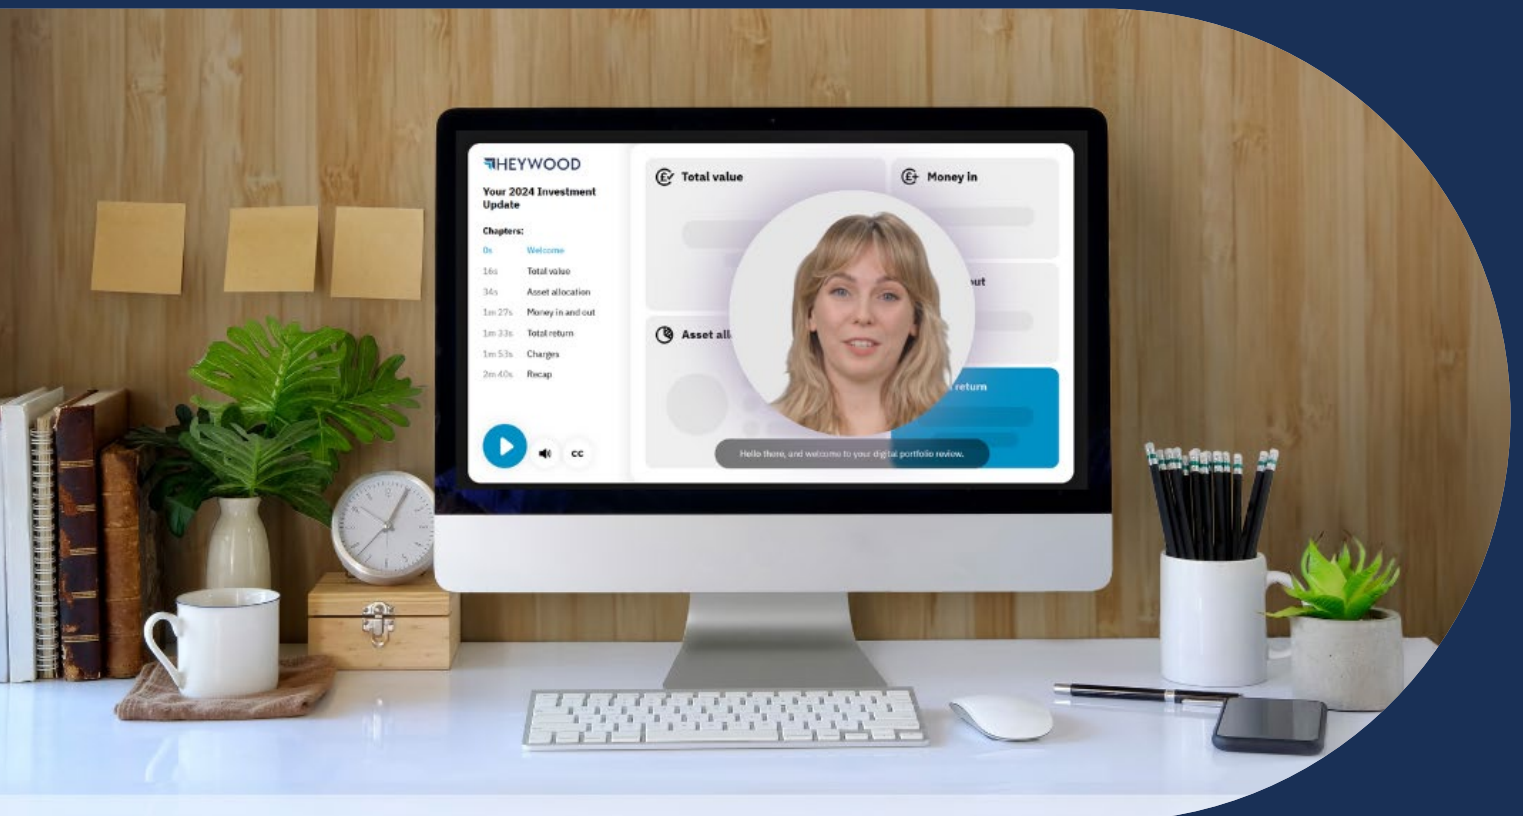 HEYWOOD
Your 2024 Investment
Update
Chapters:
0s Welcome
16s Total value
34s Asset allocation
1m 27s Money in and out
1m 33s Total return
1m 53s Charges
2m 40s Recap
CC
Total value
Money in
out
Asset all
return
Hello there, and welcome to your digital portfolio review.